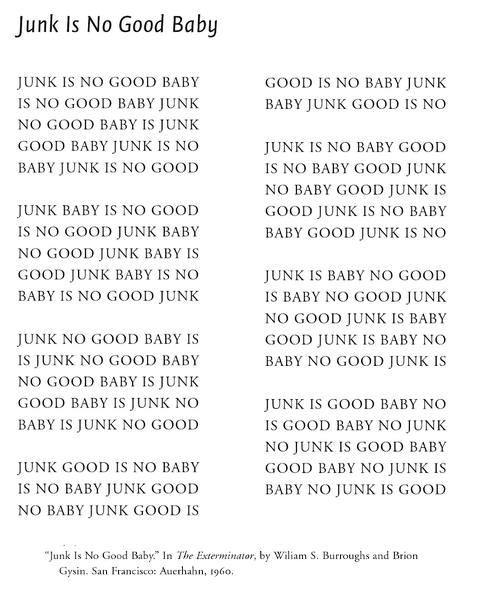 Junk Is No Good Baby
JUNK IS NO GOOD BABY
IS NO GOOD BABY JUNK
NO GOOD BABY IS JUNK
GOOD BABY JUNK IS NO
BABY JUNK IS NO GOOD
JUNK BABY IS NO GOOD
IS NO GOOD JUNK BABY
NO GOOD JUNK BABY IS
GOOD JUNK BABY IS NO
BABY IS NO GOOD JUNK
JUNK NO GOOD BABY IS
IS JUNK NO GOOD BABY
NO GOOD BABY IS JUNK
GOOD BABY IS JUNK NO
BABY IS JUNK NO GOOD
JUNK GOOD IS NO BABY
IS NO BABY JUNK GOOD
NO BABY JUNK GOOD IS
GOOD IS NO BABY JUNK
BABY JUNK GOOD IS NO
JUNK IS NO BABY GOOD
IS NO BABY GOOD JUNK
NO BABY GOOD JUNK IS
GOOD JUNK IS NO BABY
BABY GOOD JUNK IS NO
JUNK IS BABY NO GOOD
IS BABY NO GOOD JUNK
NO GOOD JUNK IS BABY
GOOD JUNK IS BABY NO
BABY NO GOOD JUNK IS
JUNK IS GOOD BABY NO
IS GOOD BABY NO JUNK
NO JUNK IS GOOD BABY
GOOD BABY NO JUNK IS
BABY NO JUNK IS GOOD
“Junk Is No Good Baby.” In The Exterminator, by Wiliam S. Burroughs and Brion
Gysin. San Francisco: Auerhahn, 1960.